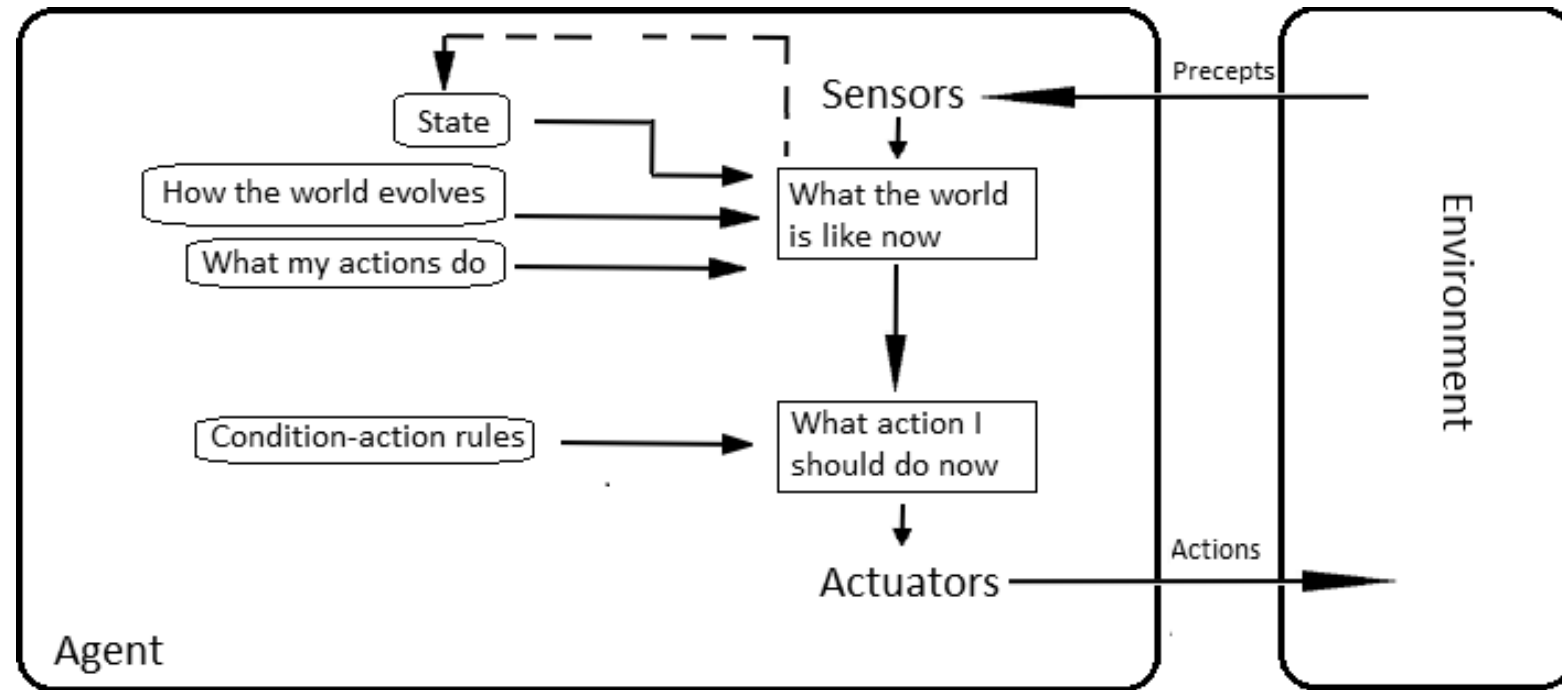 Precepts
Sensors
State
How the world evolves
What the world
is like now
What my actions do
Environment
Condition-action rules
What action I
should do now
Actions
Actuators
Agent